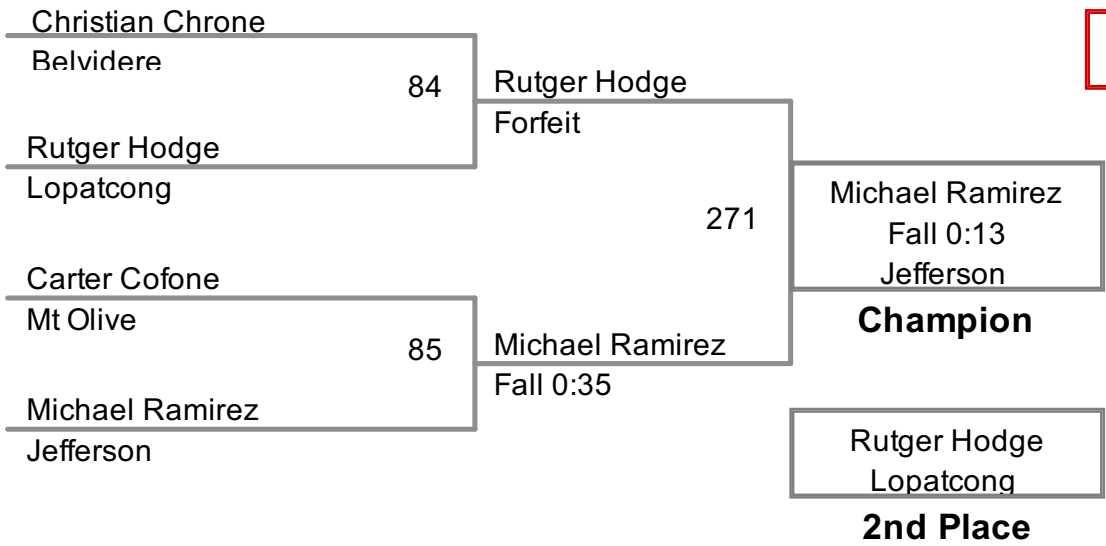 Christian Chrone
Belvidere
84
Rutger Hodge
Forfeit
Rutger Hodge
Lopatcong
271
Michael Ramirez
Fall 0:13
Jefferson
Champion
Carter Cofone
Mt Olive
85
Michael Ramirez
Fall 0:35
Michael Ramirez
Jefferson
Rutger Hodge
Lopatcong
2nd Place